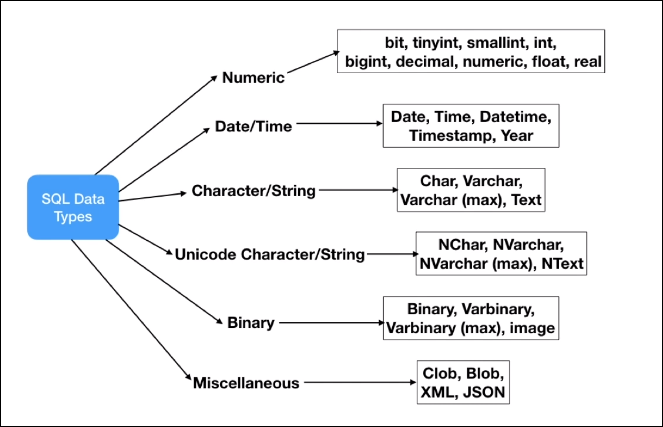 bit, tinyint, smallint, int,
bigint, decimal, numeric, float, real
Numeric
Date/Time
Date, Time, Datetime,
Timestamp, Year
SQL Data
Types
Character/String
Char, Varchar,
Varchar (max), Text
Unicode Character/String
NChar, NVarchar,
NVarchar (max), NText
Binary
Binary, Varbinary,
Varbinary (max), image
Miscellaneous
Clob, Blob,
XML, JSON